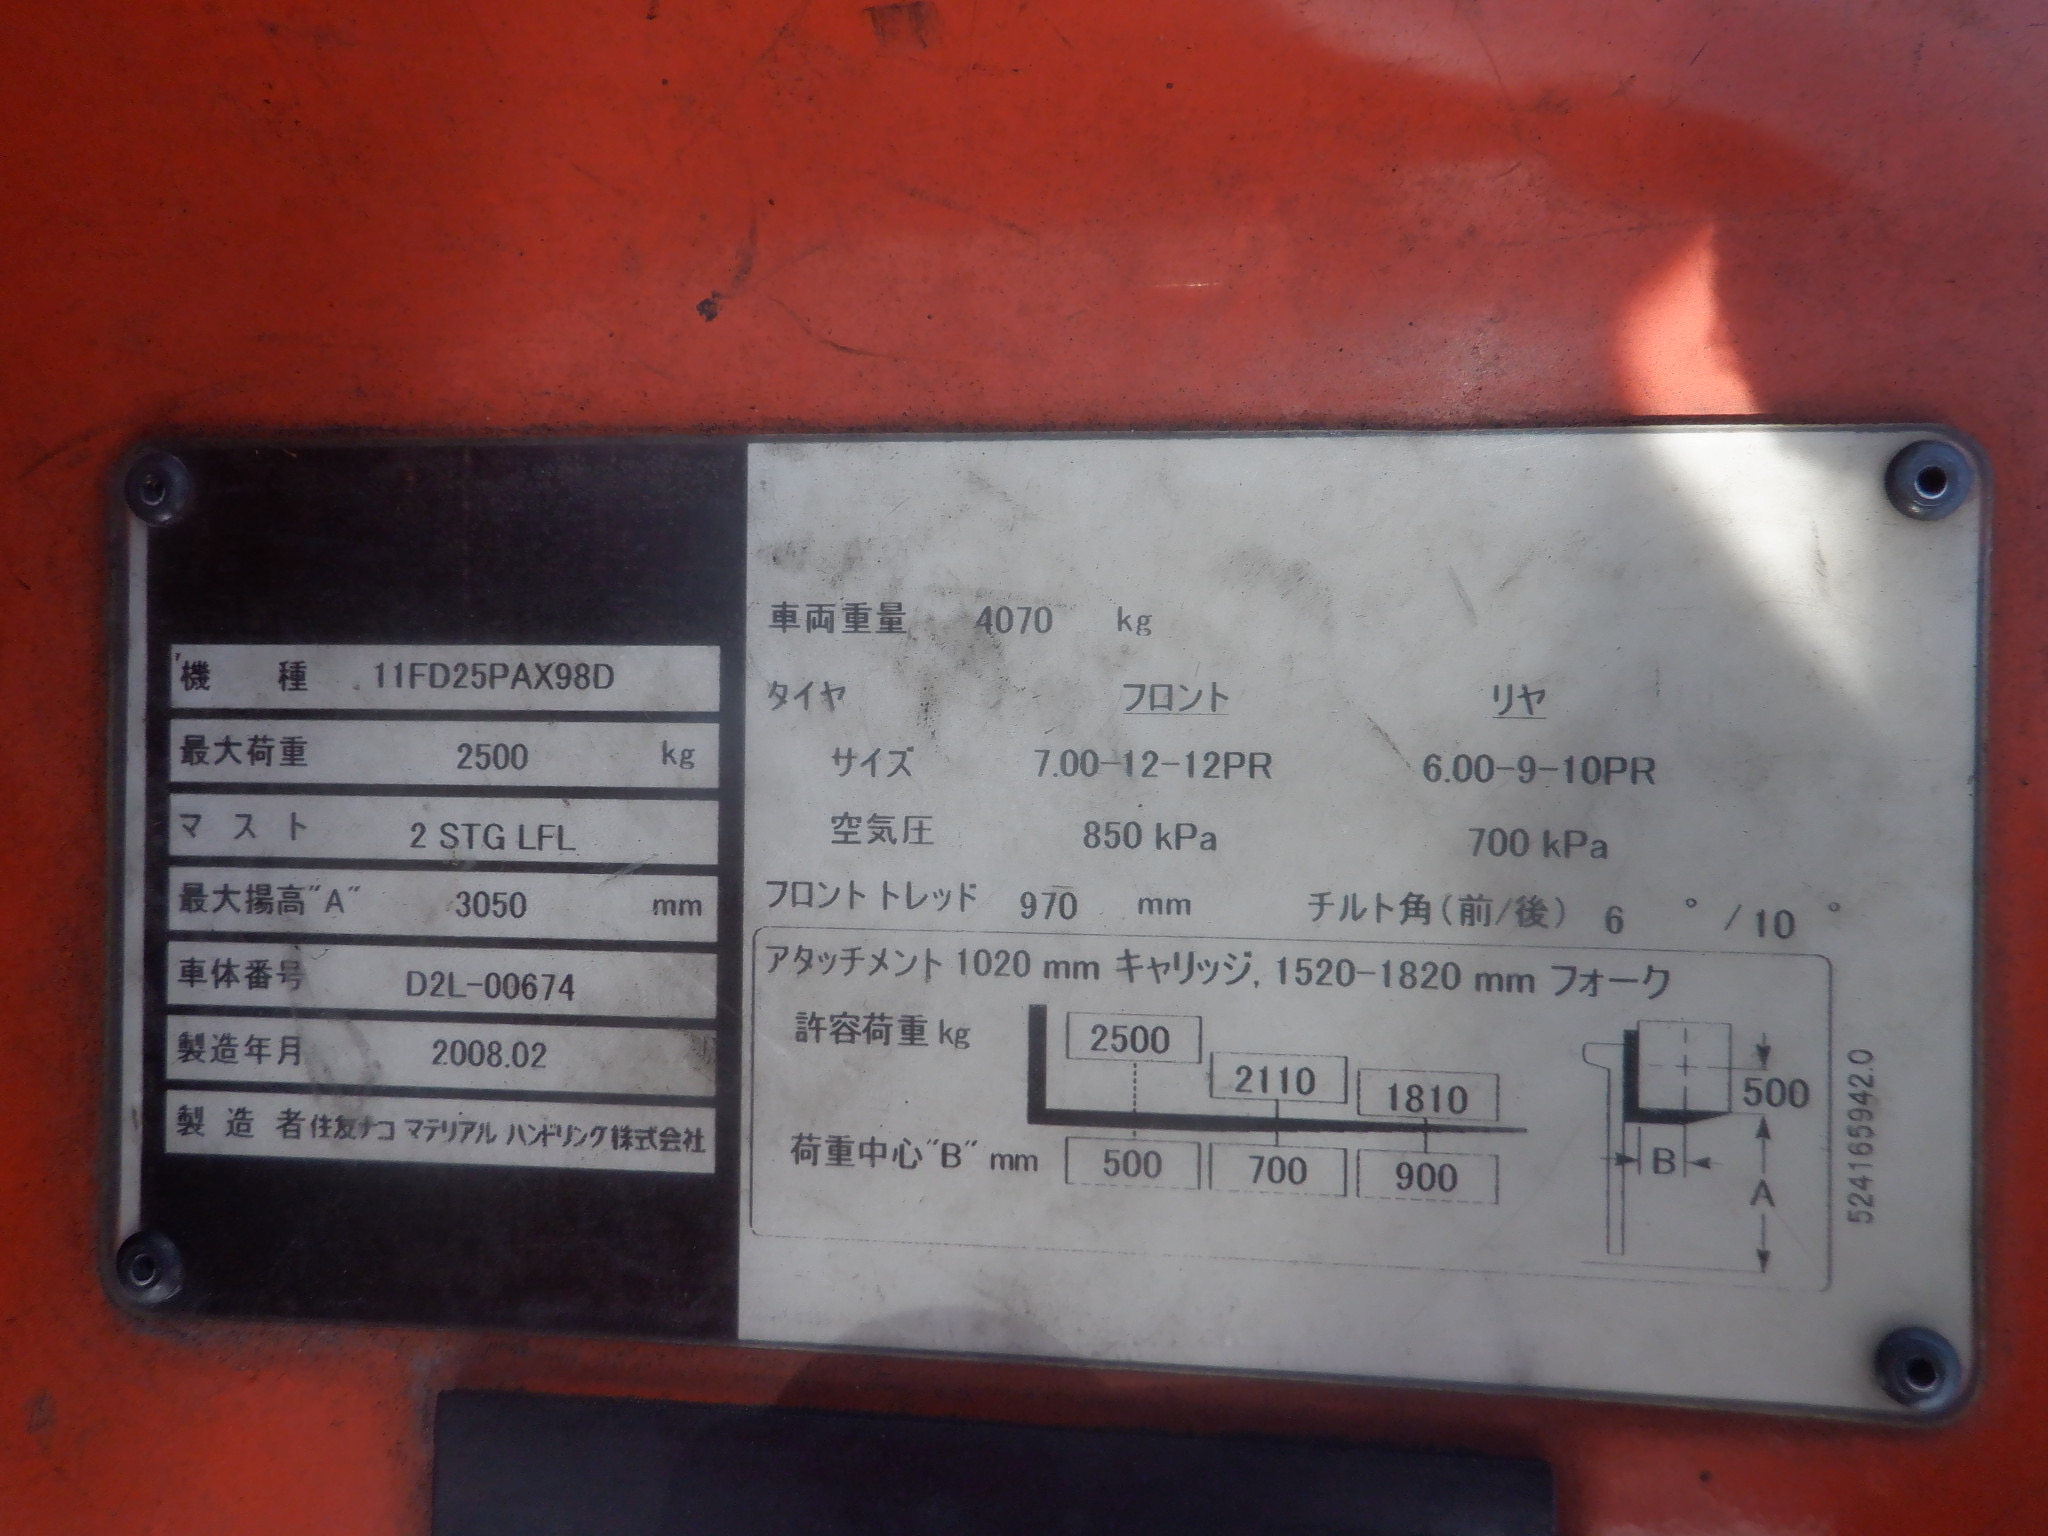 機 種 11FD25PAX98D
最大荷重 2500 kg
マスト 2 STG LFL
最大揚高"A" 3050 mm
車体番号 D2L-00674
製造年月 2008.02
製造者 住友ナコ マテリアル ハンドリング株式会社
車両重量 4070 kg
タイヤ フロント リヤ
サイズ 7.00-12-12PR 6.00-9-10PR
空気圧 850 kPa 700 kPa
フロントトレッド 970 mm チルト角(前/後) 6 ° /10 °
アタッチメント 1020 mm キャリッジ, 1520-1820 mm フォーク
許容荷重 kg 2500 2110 1810
荷重中心"B" mm 500 700 900
500
B
A
524165942.0